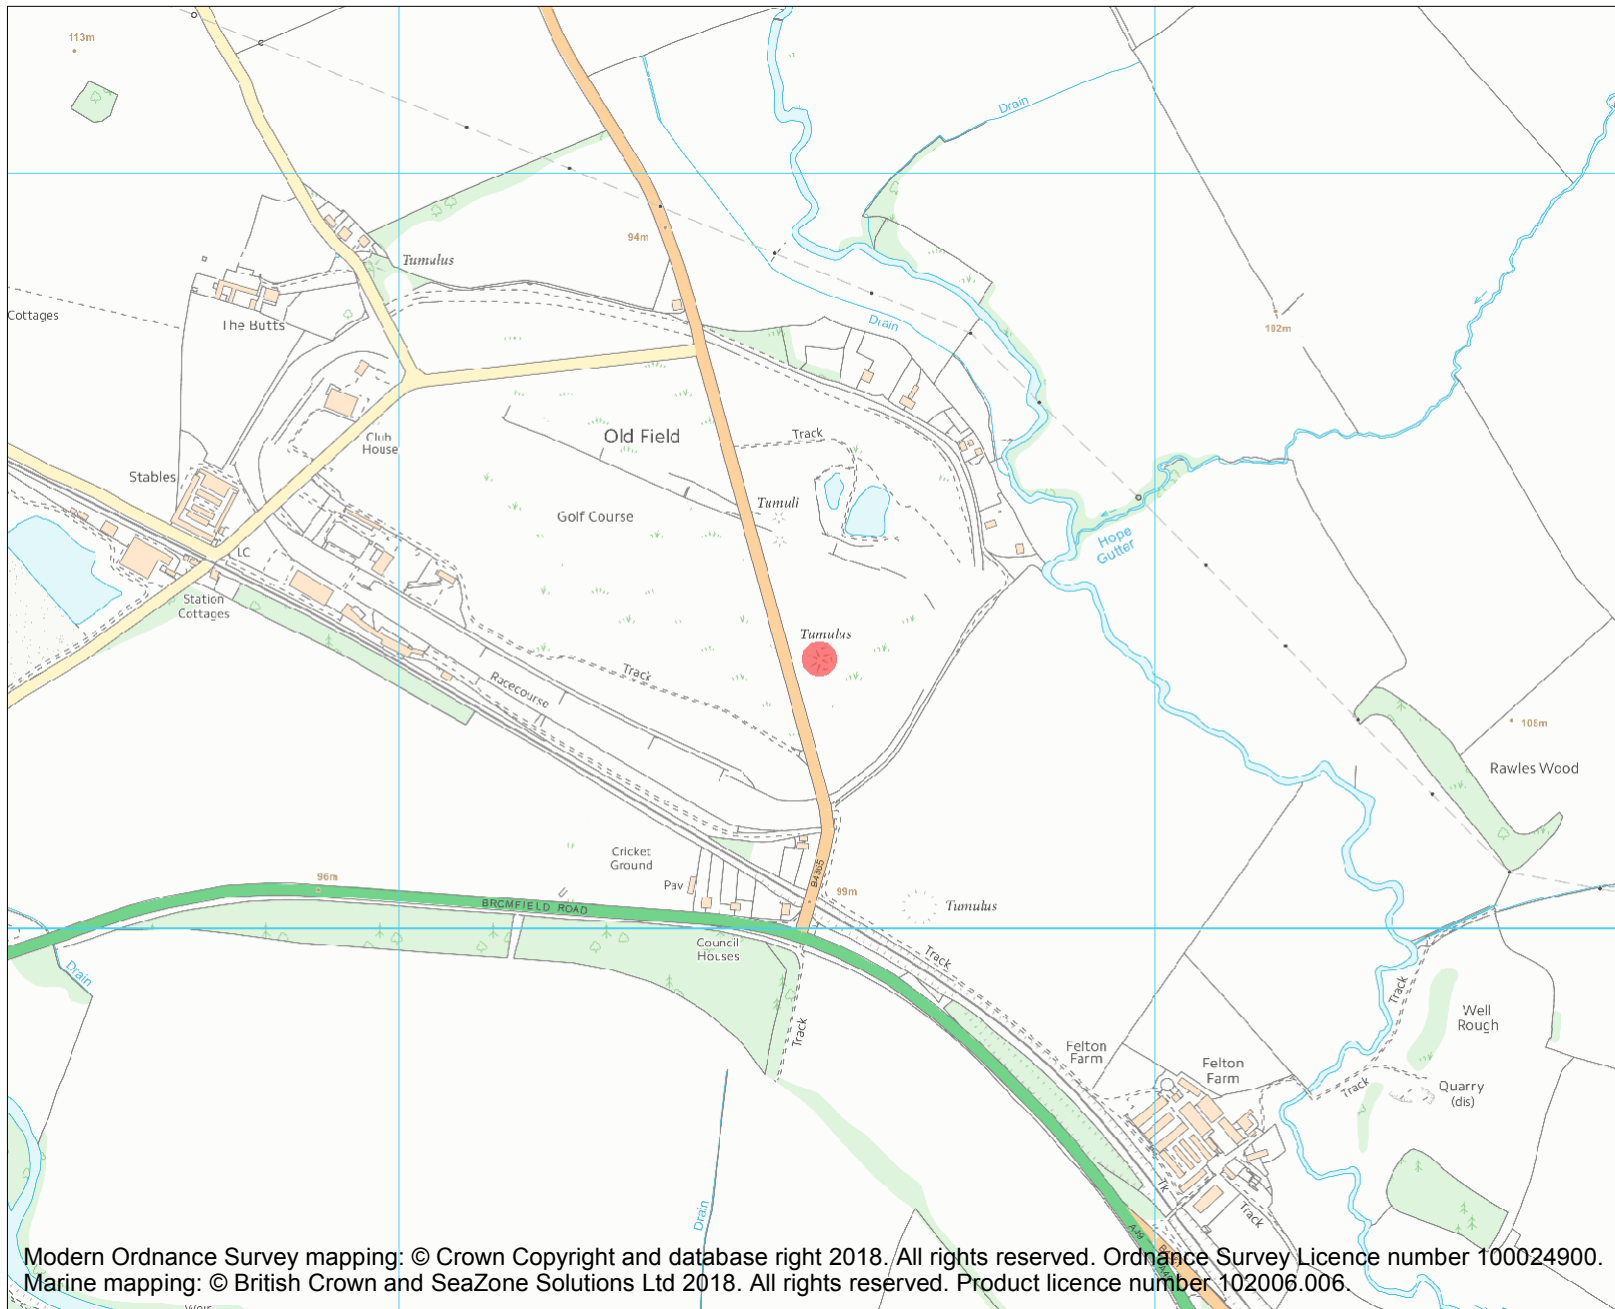 113m
Drain
94m
Tumulus
Cottages
The Butts
Drain
192m
Old Field
Track
Club
House
Stables
Tumuli
Golf Course
LC
Hope
Gutter
Station
Cottages
Tumulus
Track
Racecourse
108m
Rawles Wood
Cricket
Ground
B4365
Pav
96m
99m
BROMFIELD ROAD
Tumulus
Council
Houses
Track
Drain
Track
Track
Well
Rough
Felton
Farm
Felton
Farm
Track
Quarry
(dis)
Tk
Track
Drain
A49
Modern Ordnance Survey mapping: © Crown Copyright and database right 2018. All rights reserved. Ordnance Survey Licence number 100024900.
Marine mapping: © British Crown and SeaZone Solutions Ltd 2018. All rights reserved. Product licence number 102006.006.
Weir